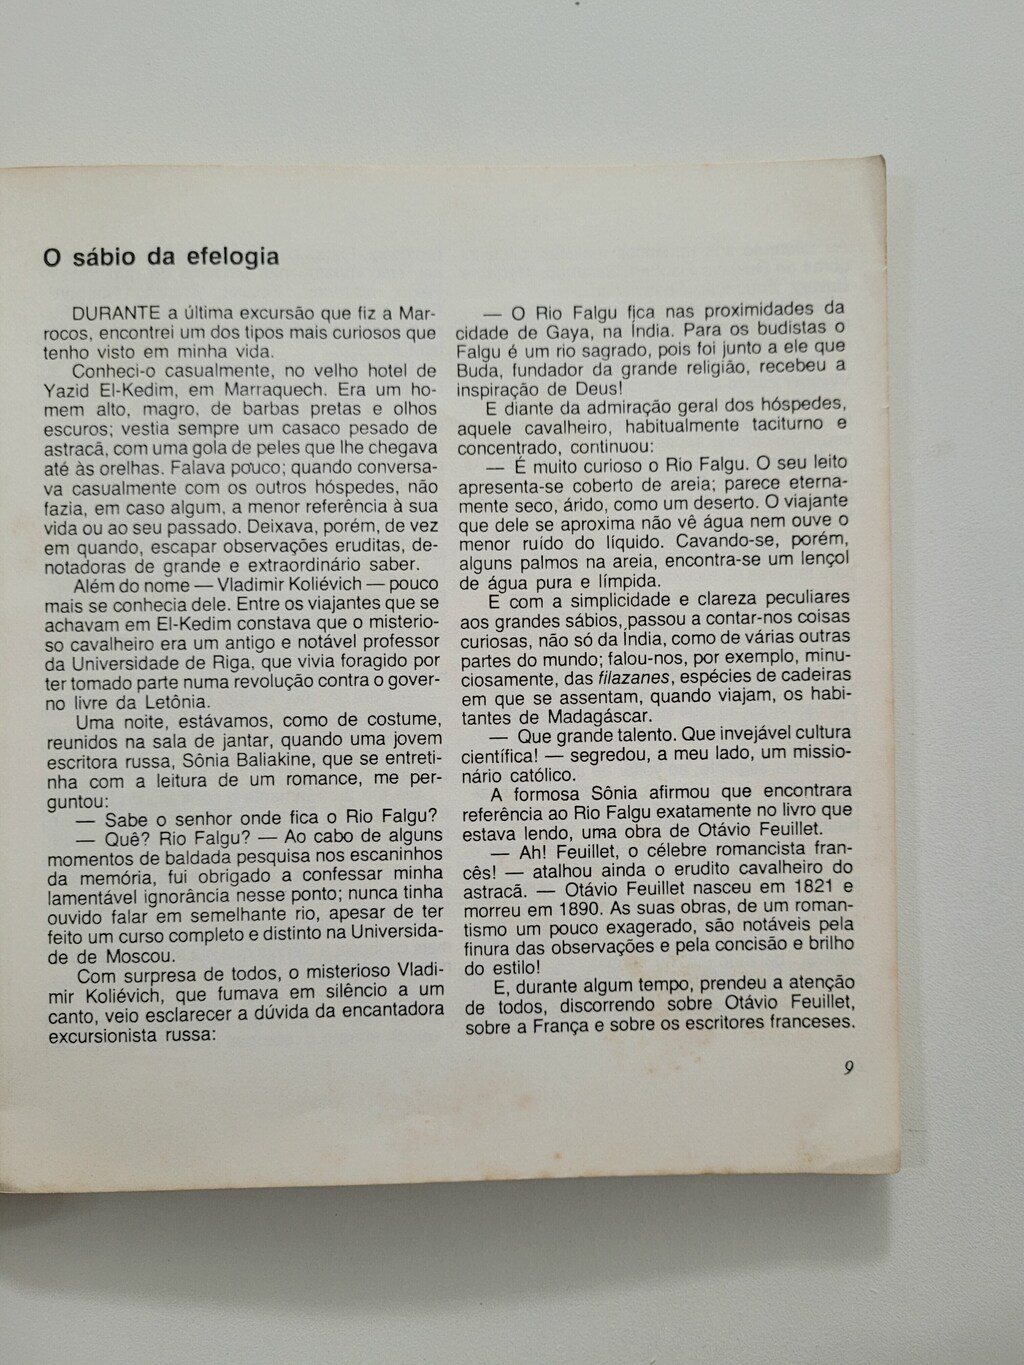 O sábio da efelogia
DURANTE a última excursão que fiz a Mar-
rocos, encontrei um dos tipos mais curiosos que
tenho visto em minha vida.
Conheci-o casualmente, no velho hotel de
Yazid El-Kedim, em Marraquech. Era um ho-
mem alto, magro, de barbas pretas e olhos
escuros; vestia sempre um casaco pesado de
astracã, com uma gola de peles que lhe chegava
até às orelhas. Falava pouco; quando conversa-
va casualmente com os outros hóspedes, não
fazia, em caso algum, a menor referência à sua
vida ou ao seu passado. Deixava, porém, de vez
em quando, escapar observações eruditas, de-
notadoras de grande e extraordinário saber.
Além do nome — Vladimir Koliévich — pouco
mais se conhecia dele. Entre os viajantes que se
achavam em El-Kedim constava que o misterio-
so cavalheiro era um antigo e notável professor
da Universidade de Riga, que vivia foragido por
ter tomado parte numa revolução contra o gover-
no livre da Letônia.
Uma noite, estávamos, como de costume,
reunidos na sala de jantar, quando uma jovem
escritora russa, Sônia Baliakine, que se entreti-
nha com a leitura de um romance, me per-
guntou:
— Sabe o senhor onde fica o Rio Falgu?
— Quê? Rio Falgu? — Ao cabo de alguns
momentos de baldada pesquisa nos escaninhos
da memória, fui obrigado a confessar minha
lamentável ignorância nesse ponto; nunca tinha
ouvido falar em semelhante rio, apesar de ter
feito um curso completo e distinto na Universida-
de de Moscou.
Com surpresa de todos, o misterioso Vladi-
mir Koliévich, que fumava em silêncio a um
canto, veio esclarecer a dúvida da encantadora
excursionista russa:
— O Rio Falgu fica nas proximidades da
cidade de Gaya, na Índia. Para os budistas o
Falgu é um rio sagrado, pois foi junto a ele que
Buda, fundador da grande religião, recebeu a
inspiração de Deus!
E diante da admiração geral dos hóspedes,
aquele cavalheiro, habitualmente taciturno e
concentrado, continuou:
— É muito curioso o Rio Falgu. O seu leito
apresenta-se coberto de areia; parece eterna-
mente seco, árido, como um deserto. O viajante
que dele se aproxima não vê água nem ouve o
menor ruído do líquido. Cavando-se, porém,
alguns palmos na areia, encontra-se um lençol
de água pura e límpida.
E com a simplicidade e clareza peculiares
aos grandes sábios, passou a contar-nos coisas
curiosas, não só da Índia, como de várias outras
partes do mundo; falou-nos, por exemplo, minu-
ciosamente, das filazanes, espécies de cadeiras
em que se assentam, quando viajam, os habi-
tantes de Madagáscar.
— Que grande talento. Que invejável cultura
científica! — segredou, a meu lado, um missio-
nário católico.
A formosa Sônia afirmou que encontrara
referência ao Rio Falgu exatamente no livro que
estava lendo, uma obra de Otávio Feuillet.
— Ah! Feuillet, o célebre romancista fran-
cês! — atalhou ainda o erudito cavalheiro do
astracã. — Otávio Feuillet nasceu em 1821 e
morreu em 1890. As suas obras, de um roman-
tismo um pouco exagerado, são notáveis pela
finura das observações e pela concisão e brilho
do estilo!
E, durante algum tempo, prendeu a atenção
de todos, discorrendo sobre Otávio Feuillet,
sobre a França e sobre os escritores franceses.
9